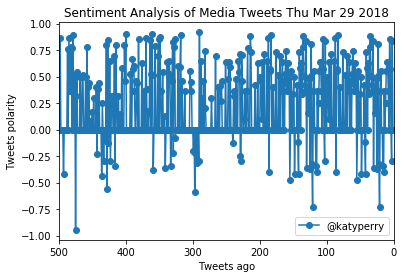 Sentiment Analysis of Media Tweets Thu Mar 29 2018
Tweets polarity
1.00
0.75
0.50
0.25
0.00
−0.25
−0.50
−0.75
−1.00
500 400 300 200 100 0
Tweets ago
@katyperry